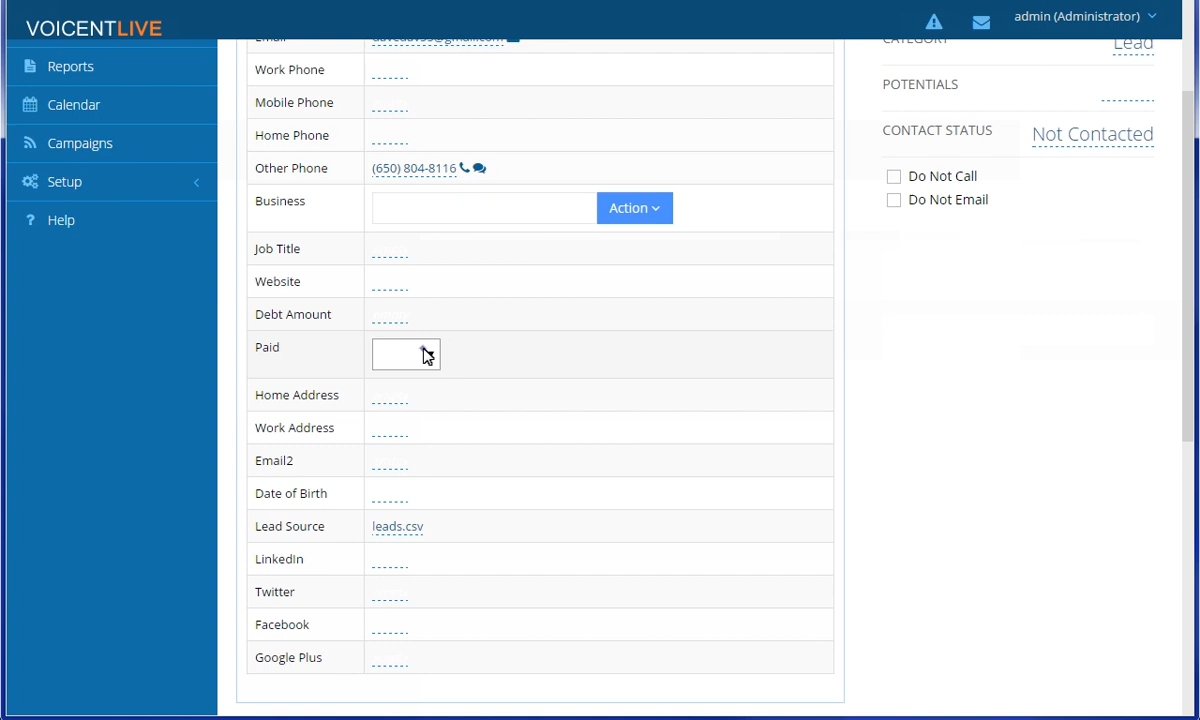 VOICENTLIVE
admin (Administrator)
Reports
Calendar
Campaigns
Setup
Help
Work Phone
Mobile Phone
Home Phone
Other Phone (650) 804-8116
Business Action
Job Title
Website
Debt Amount
Paid
Home Address
Work Address
Email2
Date of Birth
Lead Source leads.csv
LinkedIn
Twitter
Facebook
Google Plus
CATEGORY Lead
POTENTIALS
CONTACT STATUS Not Contacted
Do Not Call
Do Not Email